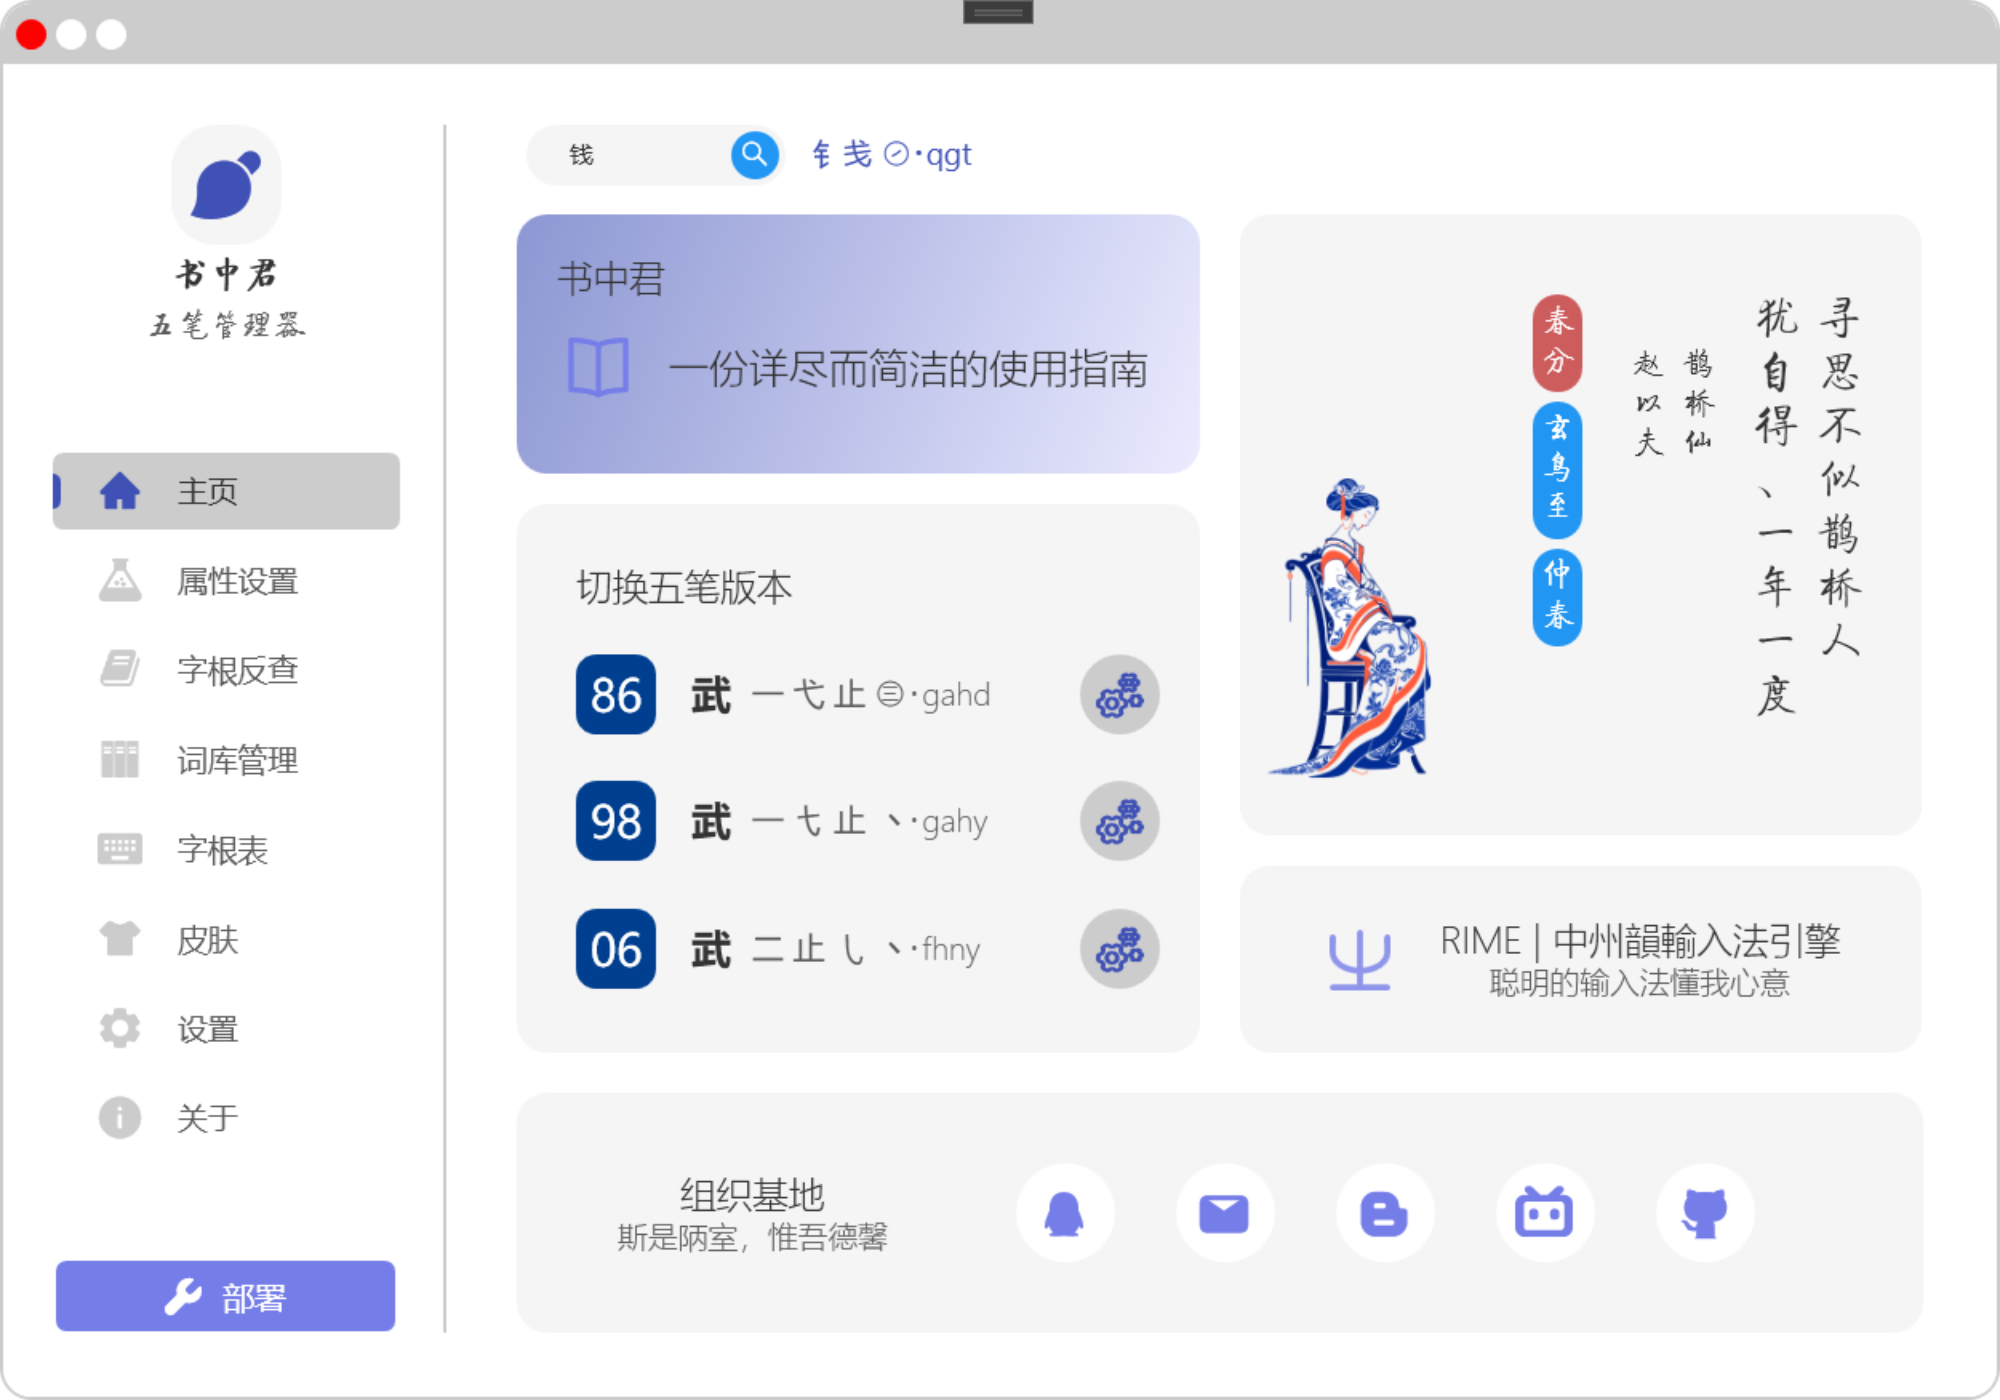 书中君
五笔管理器
主页
属性设置
字根反查
词库管理
字根表
皮肤
设置
关于
部署
钱
钅戋㇀·qgt
书中君
一份详尽而简洁的使用指南
切换五笔版本
86 武 一弋止㊂·gahd
98 武 一七止丶·gahy
06 武 二止乀丶·fhny
寻思不似鹊桥人
犹自得、一年一度
鹊桥仙
赵以夫
春分
玄鸟至
仲春
RIME | 中州韻輸入法引擎
聪明的输入法懂我心意
组织基地
斯是陋室，惟吾德馨